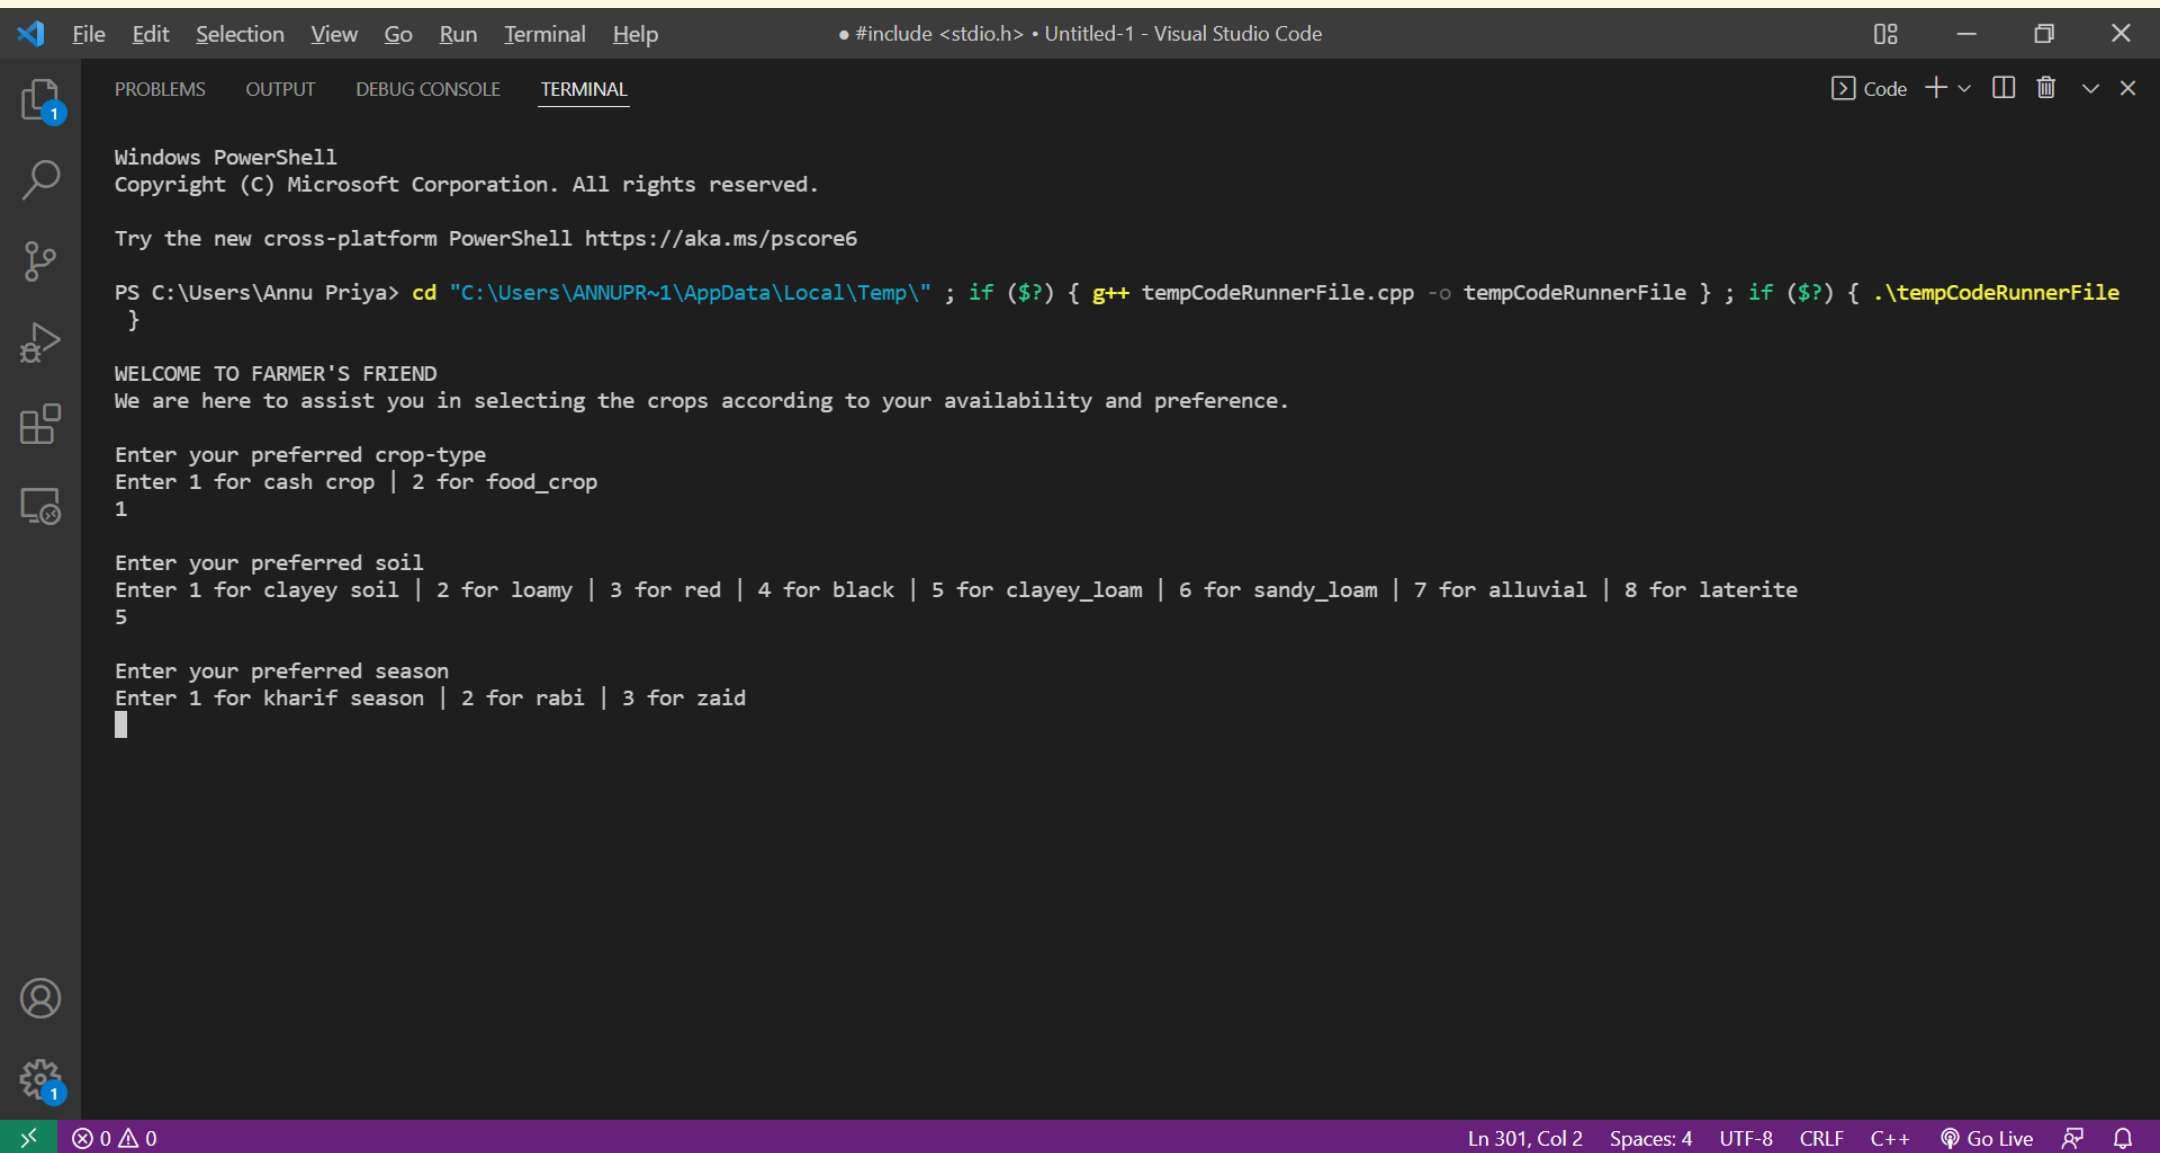 File Edit Selection View Go Run Terminal Help ● #include <stdio.h> • Untitled-1 - Visual Studio Code
PROBLEMS OUTPUT DEBUG CONSOLE TERMINAL Code
1
Windows PowerShell
Copyright (C) Microsoft Corporation. All rights reserved.
Try the new cross-platform PowerShell https://aka.ms/pscore6
PS C:\Users\Annu Priya> cd "C:\Users\ANNUPR~1\AppData\Local\Temp\" ; if ($?) { g++ tempCodeRunnerFile.cpp -o tempCodeRunnerFile } ; if ($?) { .\tempCodeRunnerFile
}
WELCOME TO FARMER'S FRIEND
We are here to assist you in selecting the crops according to your availability and preference.
Enter your preferred crop-type
Enter 1 for cash crop | 2 for food_crop
1
Enter your preferred soil
Enter 1 for clayey soil | 2 for loamy | 3 for red | 4 for black | 5 for clayey_loam | 6 for sandy_loam | 7 for alluvial | 8 for laterite
5
Enter your preferred season
Enter 1 for kharif season | 2 for rabi | 3 for zaid
1
0 0 Ln 301, Col 2 Spaces: 4 UTF-8 CRLF C++ Go Live